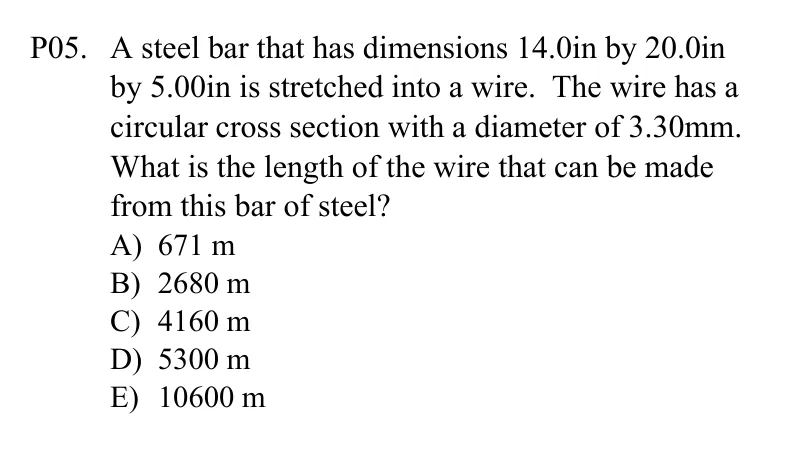 P05. A steel bar that has dimensions 14.0in by 20.0in
by 5.00in is stretched into a wire. The wire has a
circular cross section with a diameter of 3.30mm.
What is the length of the wire that can be made
from this bar of steel?
A) 671 m
B) 2680 m
C) 4160 m
D) 5300 m
E) 10600 m